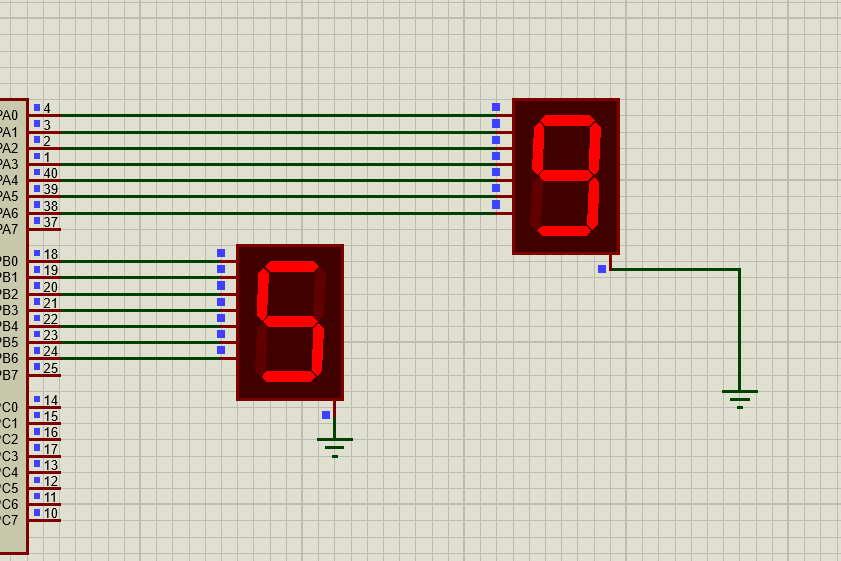 PA0 4
PA1 3
PA2 2
PA3 1
PA4 40
PA5 39
PA6 38
PA7 37
9
PB0 18
PB1 19
PB2 20
PB3 21
PB4 22
PB5 23
PB6 24
PB7 25
5
PC0 14
PC1 15
PC2 16
PC3 17
PC4 13
PC5 12
PC6 11
PC7 10